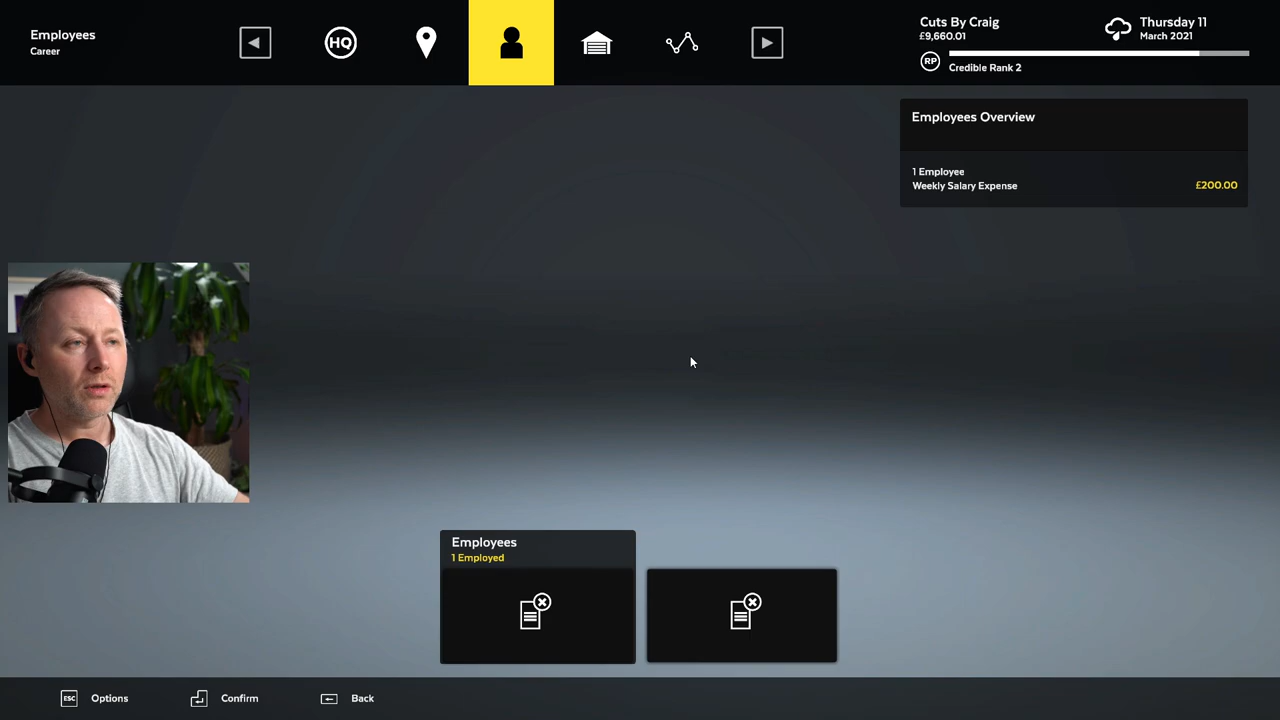 Employees
Career
HQ
Cuts By Craig
£9,660.01
Thursday 11
March 2021
RP
Credible Rank 2
Employees Overview
1 Employee
Weekly Salary Expense £200.00
Employees
1 Employed
ESC Options
Confirm
Back